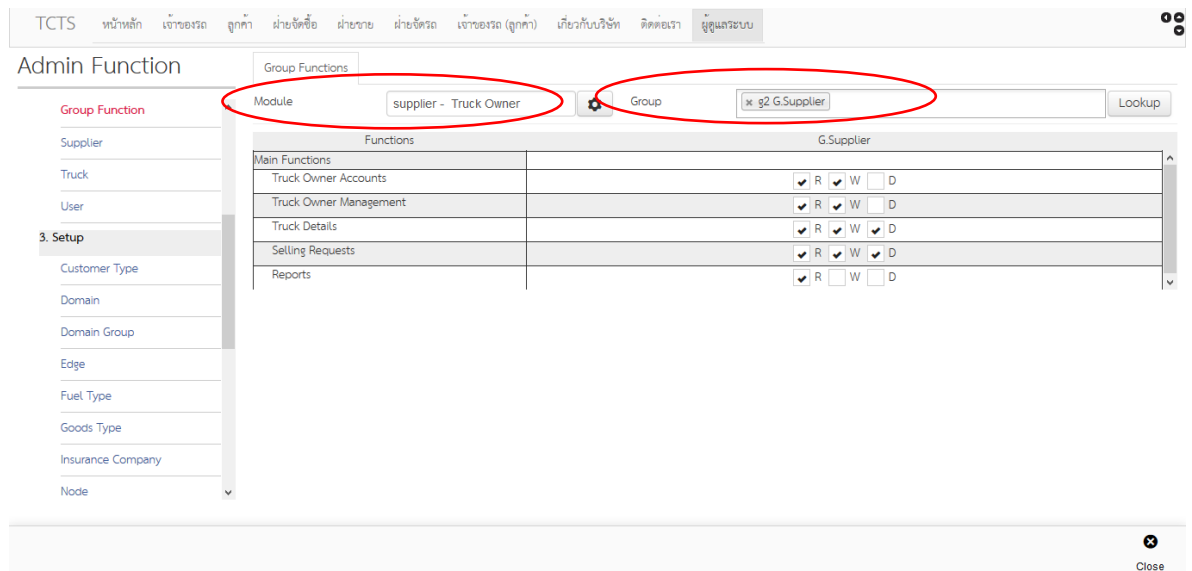 TCTS หน้าหลัก เจ้าของรถ ลูกค้า ฝ่ายจัดซื้อ ฝ่ายขาย ฝ่ายจัดรถ เจ้าของรถ (ลูกค้า) เกี่ยวกับบริษัท ติดต่อเรา ผู้ดูแลระบบ
Admin Function
Group Functions
Module supplier - Truck Owner Group × g2 G.Supplier Lookup
Group Function
Supplier
Truck
User
3. Setup
Customer Type
Domain
Domain Group
Edge
Fuel Type
Goods Type
Insurance Company
Node
Functions G.Supplier
Main Functions
Truck Owner Accounts R W D
Truck Owner Management R W D
Truck Details R W D
Selling Requests R W D
Reports R W D
Close